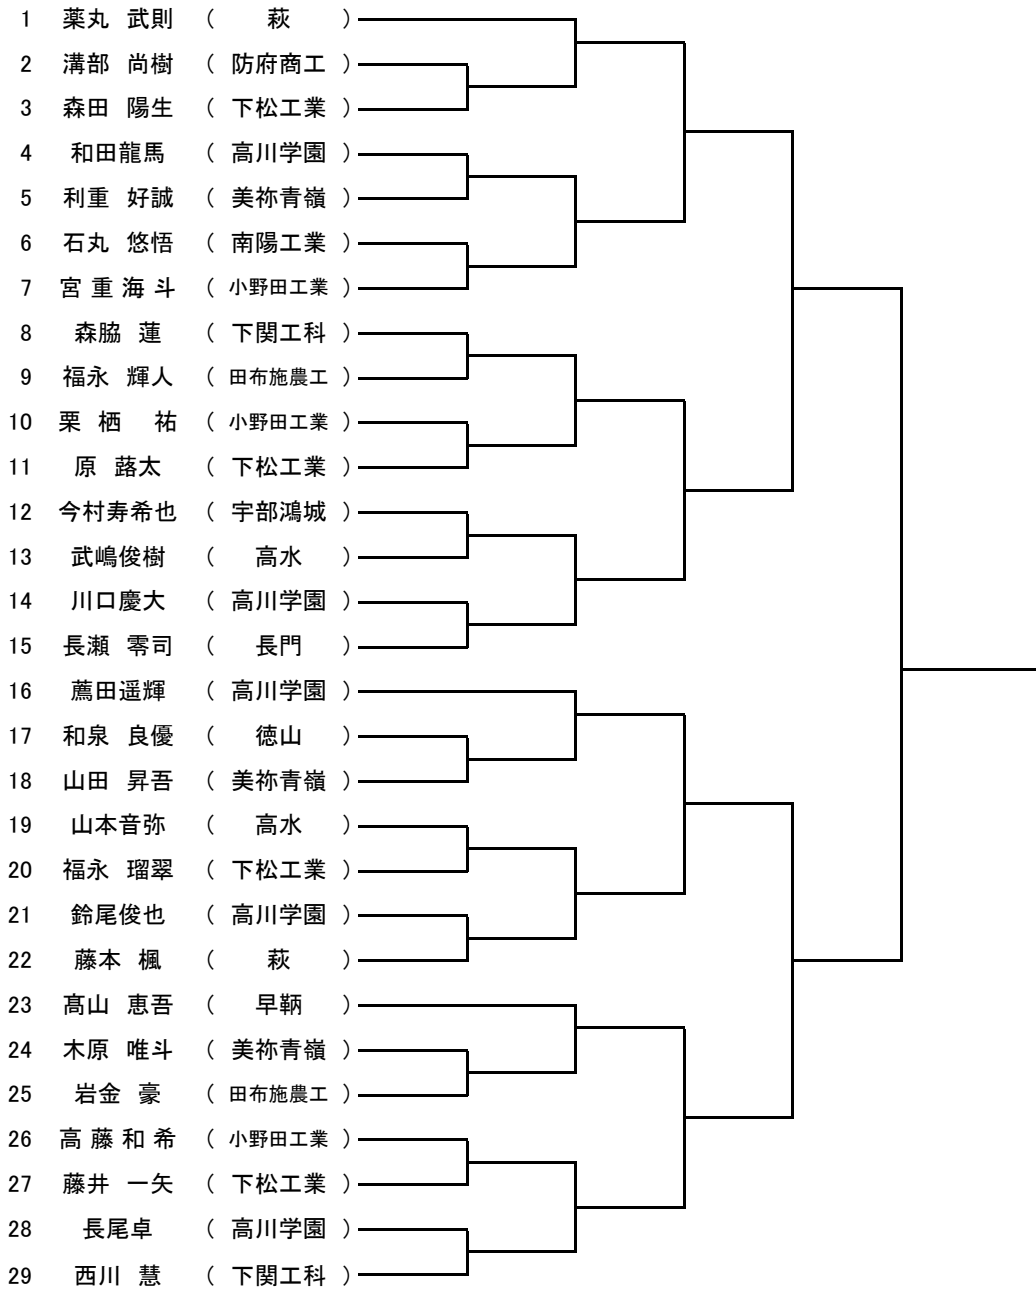 1 薬丸 武則 ( 萩 )
2 溝部 尚樹 ( 防府商工 )
3 森田 陽生 ( 下松工業 )
4 和田龍馬 ( 高川学園 )
5 利重 好誠 ( 美祢青嶺 )
6 石丸 悠悟 ( 南陽工業 )
7 宮重海斗 ( 小野田工業 )
8 森脇 蓮 ( 下関工科 )
9 福永 輝人 ( 田布施農工 )
10 栗栖 祐 ( 小野田工業 )
11 原 蕗太 ( 下松工業 )
12 今村寿希也 ( 宇部鴻城 )
13 武嶋俊樹 ( 高水 )
14 川口慶大 ( 高川学園 )
15 長瀬 零司 ( 長門 )
16 薦田遥輝 ( 高川学園 )
17 和泉 良優 ( 徳山 )
18 山田 昇吾 ( 美祢青嶺 )
19 山本音弥 ( 高水 )
20 福永 瑠翠 ( 下松工業 )
21 鈴尾俊也 ( 高川学園 )
22 藤本 楓 ( 萩 )
23 髙山 恵吾 ( 早鞆 )
24 木原 唯斗 ( 美祢青嶺 )
25 岩金 豪 ( 田布施農工 )
26 高藤和希 ( 小野田工業 )
27 藤井 一矢 ( 下松工業 )
28 長尾卓 ( 高川学園 )
29 西川 慧 ( 下関工科 )